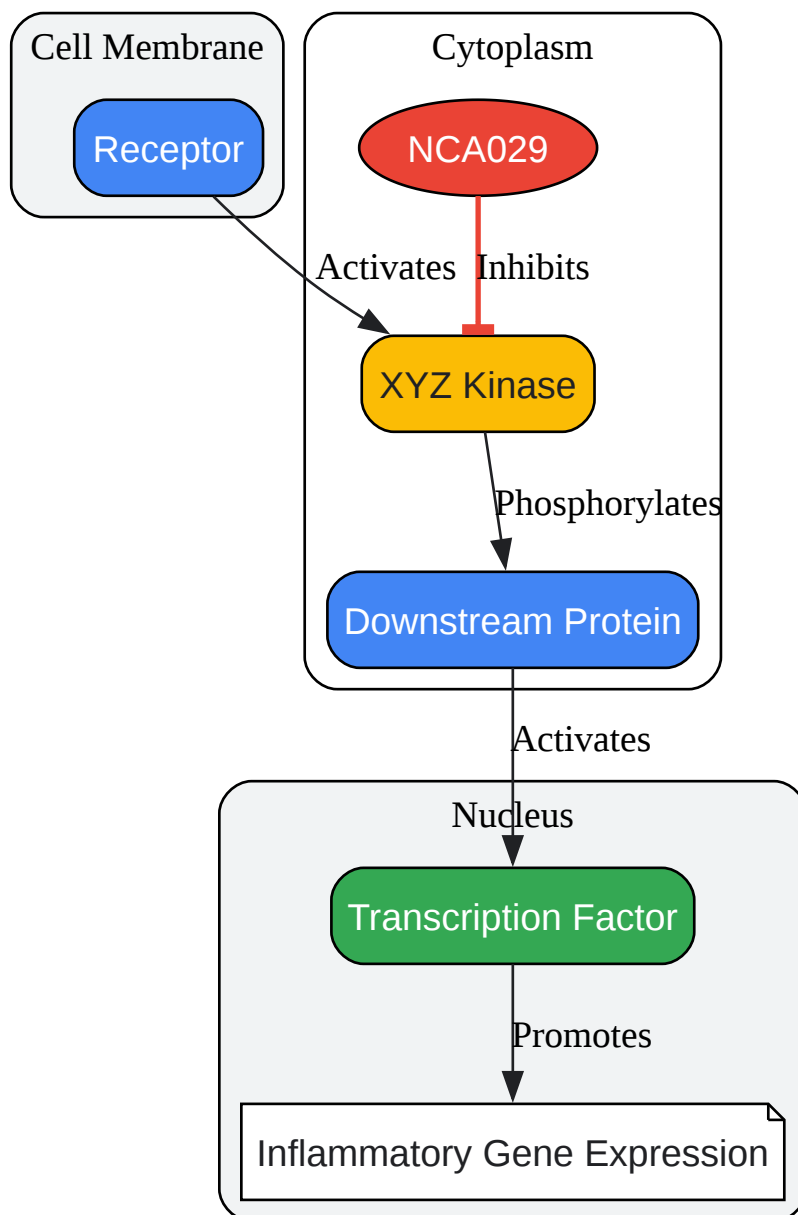 Cell Membrane
Cytoplasm
Receptor
NCA029
Activates
Inhibits
XYZ Kinase
Phosphorylates
Downstream Protein
Activates
Nucleus
Transcription Factor
Promotes
Inflammatory Gene Expression